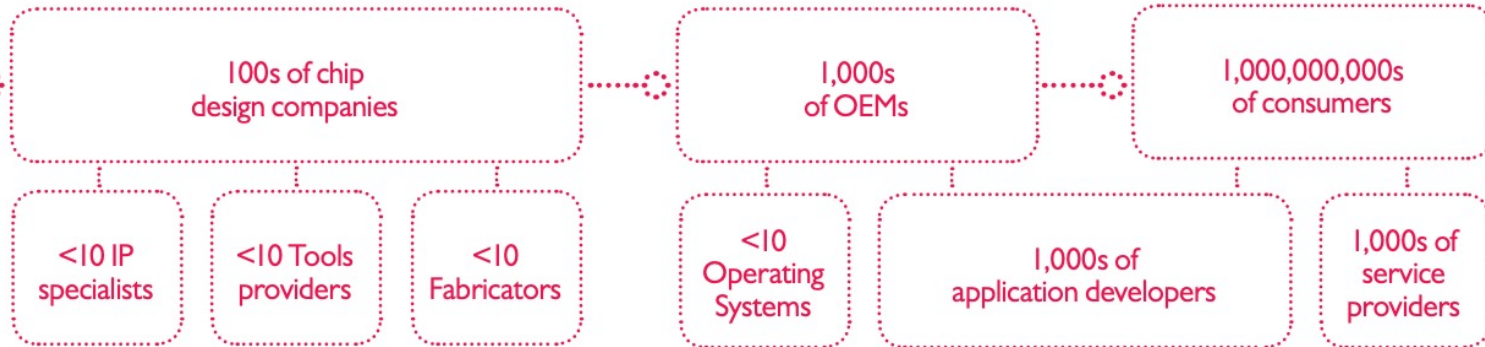 100s of chip
design companies
1,000s
of OEMs
1,000,000,000s
of consumers
<10 IP
specialists
<10 Tools
providers
<10
Fabricators
<10
Operating
Systems
1,000s of
application developers
1,000s of
service
providers